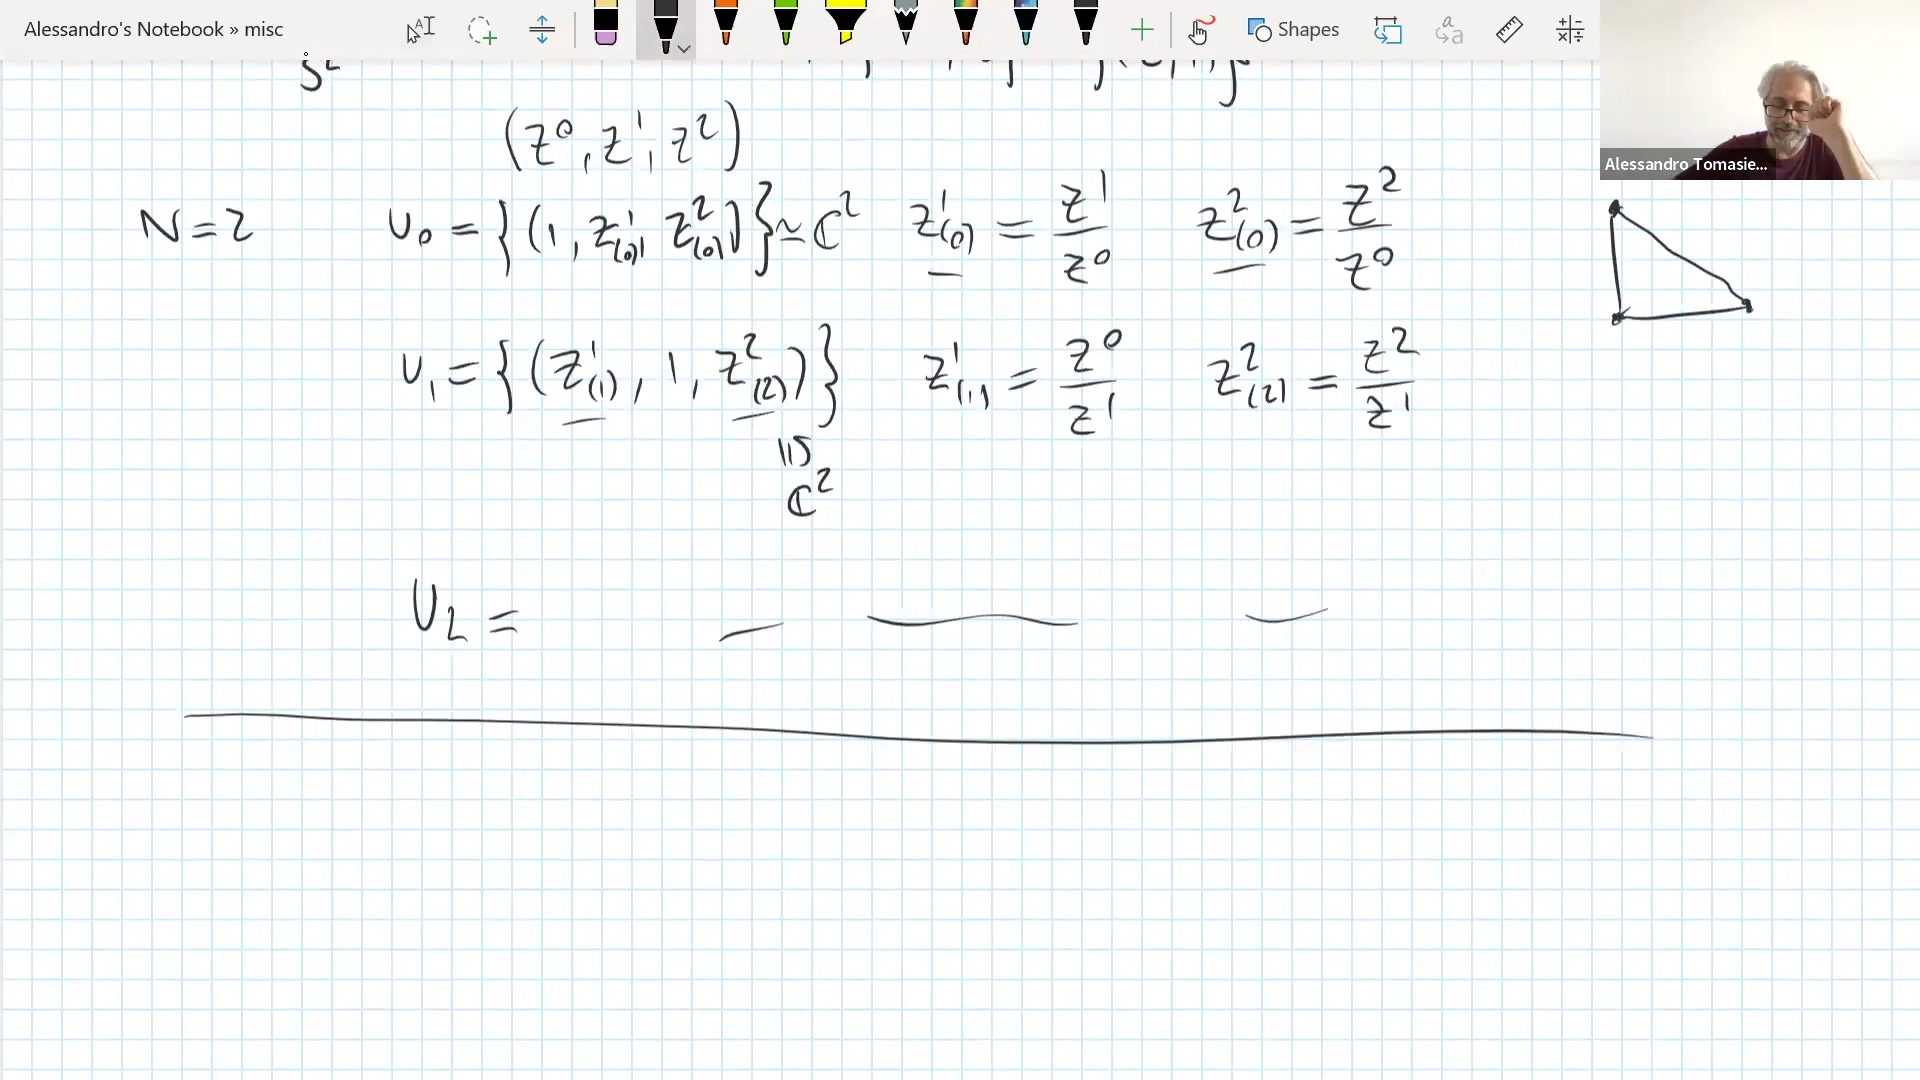 Alessandro's Notebook » misc
Shapes
Alessandro Tomasie...
(z⁰, z¹, z²)
N=2 U₀ = {(1, z¹₍₀₎, z²₍₀₎)} ≃ ℂ² z¹₍₀₎ = z¹/z⁰ z²₍₀₎ = z²/z⁰
U₁ = {(z¹₍₁₎, 1, z²₍₂₎)} z¹₍₁₎ = z⁰/z¹ z²₍₂₎ = z²/z¹
ℂ²
U₂ =